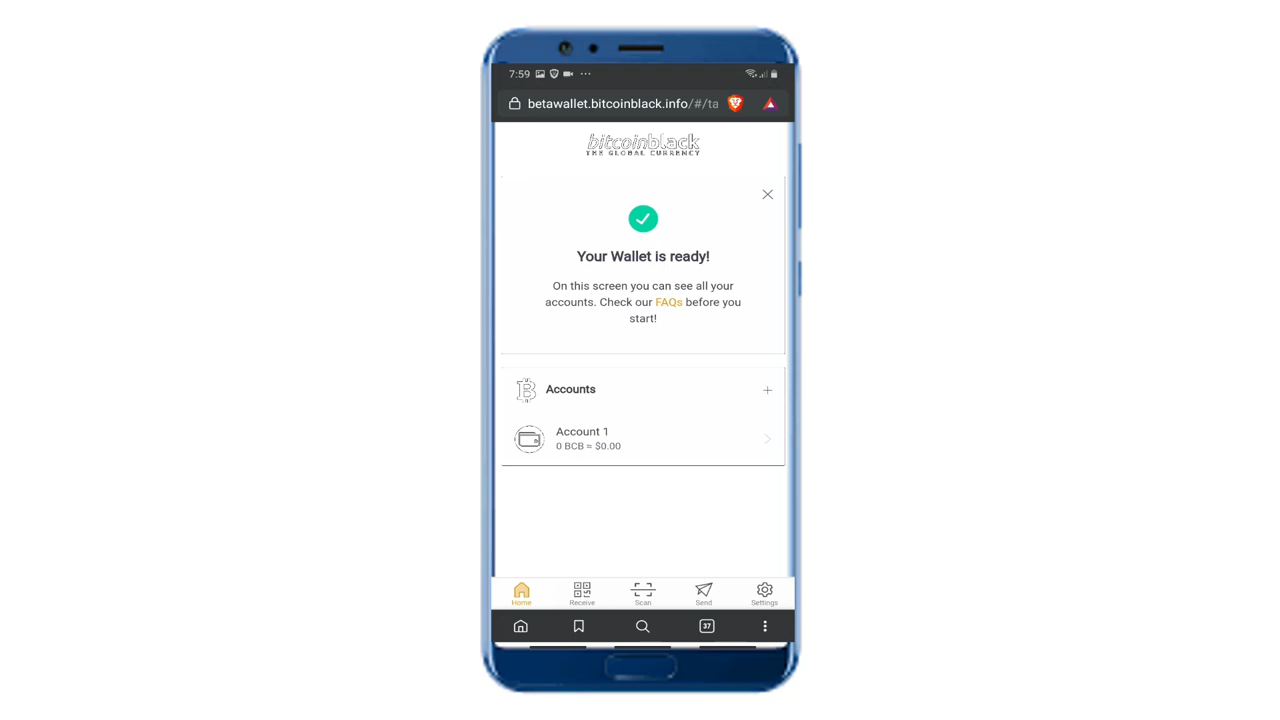 7:59
betawallet.bitcoinblack.info/#/ta
bitcoinblack
THE GLOBAL CURRENCY
Your Wallet is ready!
On this screen you can see all your
accounts. Check our FAQs before you
start!
Accounts
Account 1
0 BCB ≈ $0.00
Home Receive Scan Send Settings
37